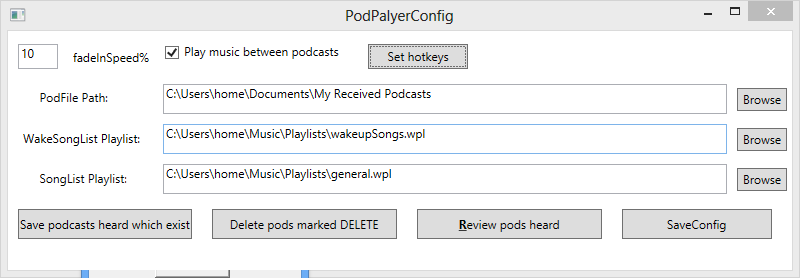 PodPalyerConfig
10 fadeInSpeed% Play music between podcasts Set hotkeys
PodFile Path: C:\Users\home\Documents\My Received Podcasts Browse
WakeSongList Playlist: C:\Users\home\Music\Playlists\wakeupSongs.wpl Browse
SongList Playlist: C:\Users\home\Music\Playlists\general.wpl Browse
Save podcasts heard which exist Delete pods marked DELETE Review pods heard SaveConfig